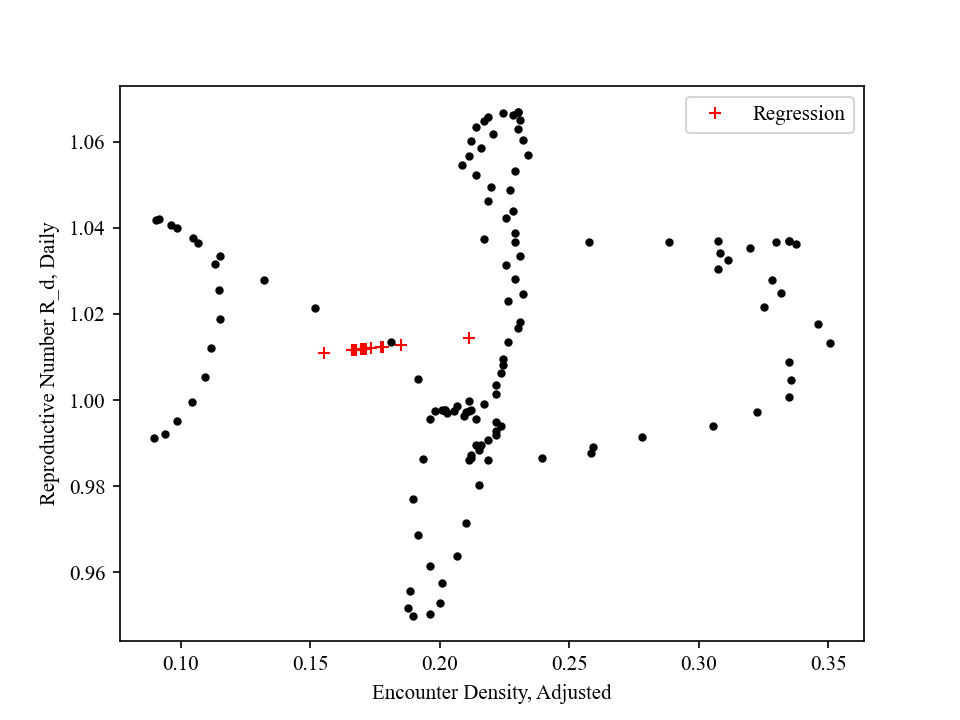 Regression
1.06
1.04
1.02
1.00
0.98
0.96
Reproductive Number R_d, Daily
0.10 0.15 0.20 0.25 0.30 0.35
Encounter Density, Adjusted